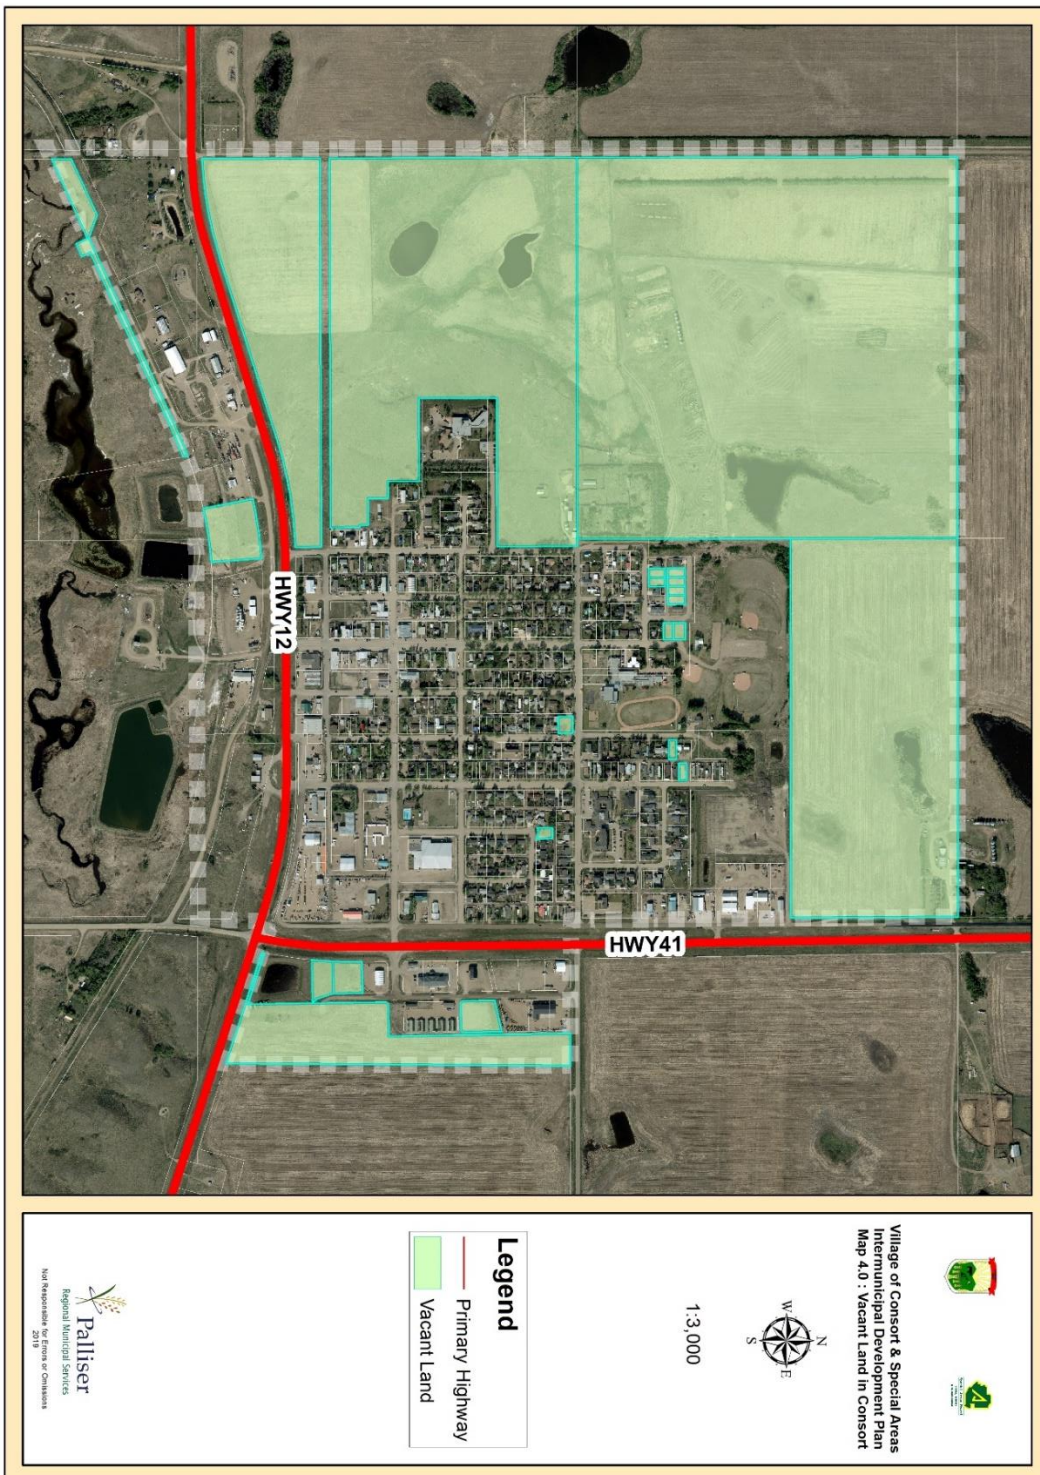 HWY12
HWY41
Village of Consort & Special Areas
Intermunicipal Development Plan
Map 4.0 : Vacant Land in Consort
N
W
E
S
1:3,000
Legend
Primary Highway
Vacant Land
Palliser
Regional Municipal Services
Not Responsible for Errors or Omissions
2019